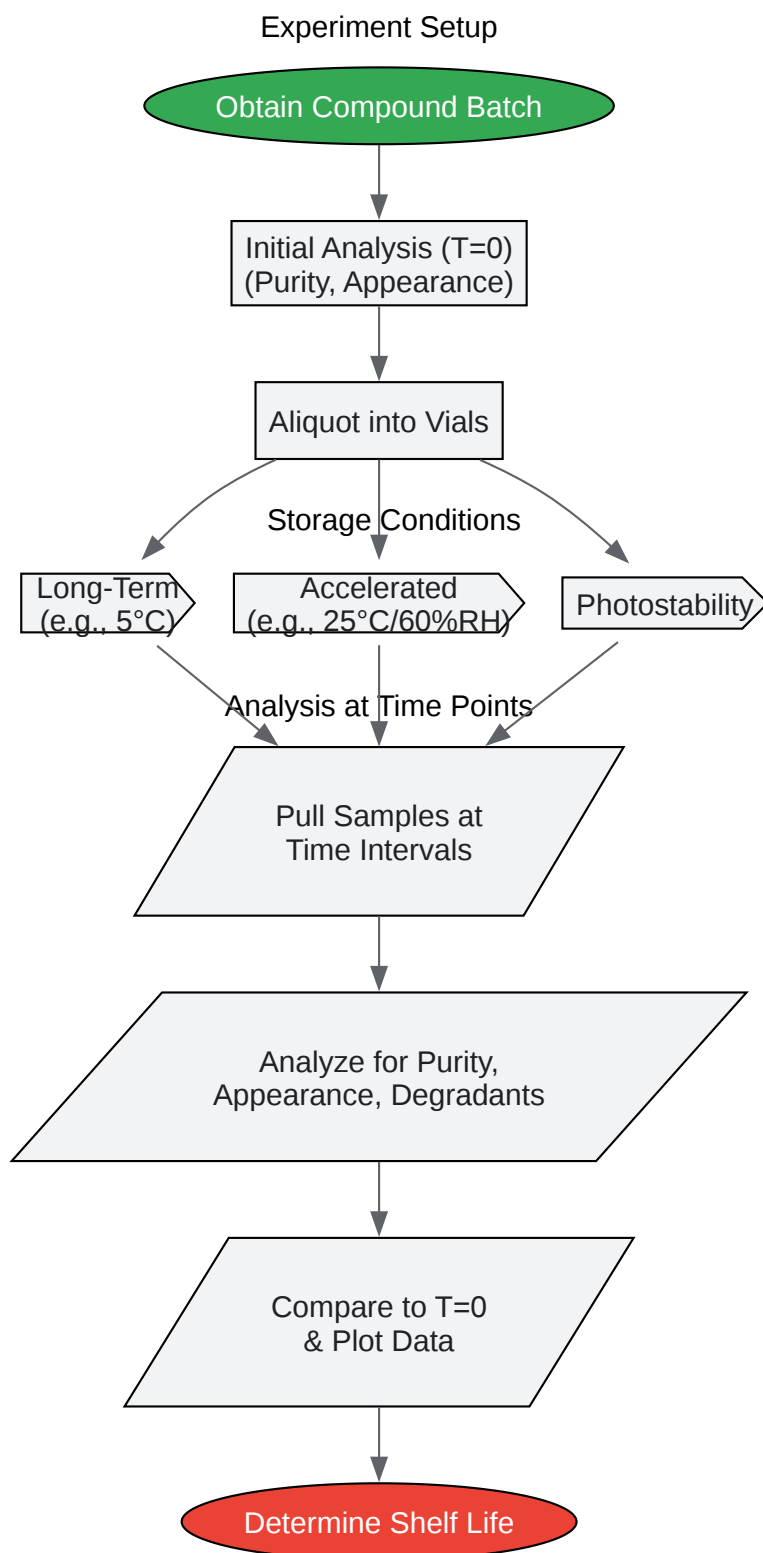 Experiment Setup
Obtain Compound Batch
Initial Analysis (T=0)
(Purity, Appearance)
Aliquot into Vials
Storage Conditions
Long-Term
(e.g., 5°C)
Accelerated
(e.g., 25°C/60%RH)
Photostability
Analysis at Time Points
Pull Samples at
Time Intervals
Analyze for Purity,
Appearance, Degradants
Compare to T=0
& Plot Data
Determine Shelf Life